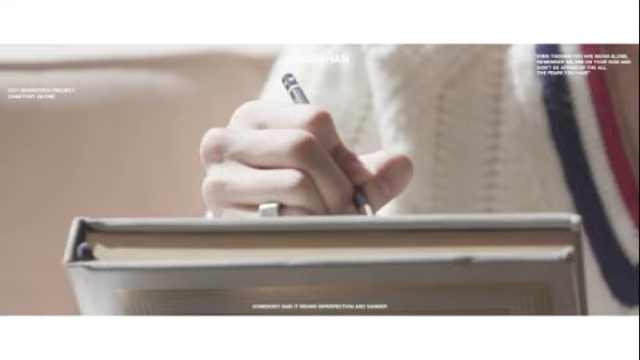 2017 SEVENTEEN PROJECT
CHAPTER1. ALONE
"EVEN THOUGH YOU ARE BEING ALONE,
REMEMBER WE ARE ON YOUR SIDE AND
DON'T BE AFRAID OF THE ALL
THE FEARS YOU HAVE"
SOMEBODY SAID IT MEANS IMPERFECTION AND DANGER